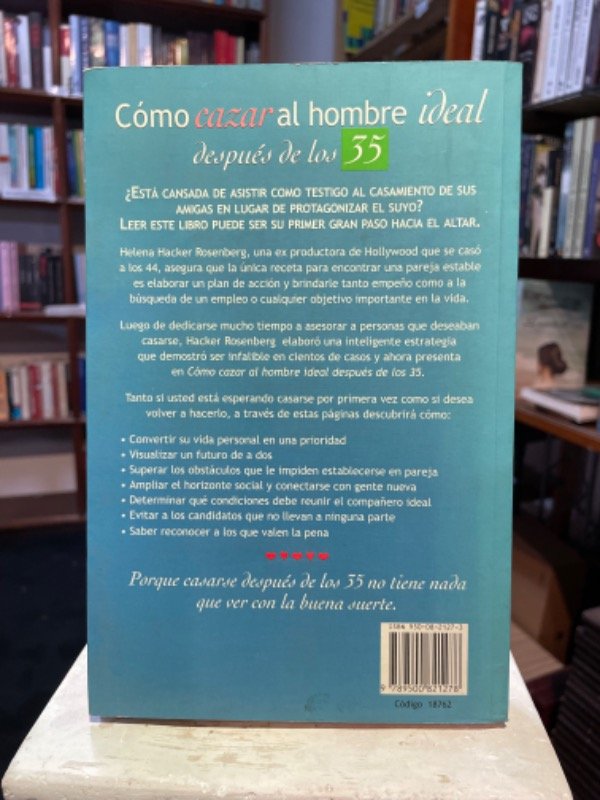 Cómo cazar al hombre ideal
después de los 35
¿ESTÁ CANSADA DE ASISTIR COMO TESTIGO AL CASAMIENTO DE SUS
AMIGAS EN LUGAR DE PROTAGONIZAR EL SUYO?
LEER ESTE LIBRO PUEDE SER SU PRIMER GRAN PASO HACIA EL ALTAR.
Helena Hacker Rosenberg, una ex productora de Hollywood que se casó
a los 44, asegura que la única receta para encontrar una pareja estable
es elaborar un plan de acción y brindarle tanto empeño como a la
búsqueda de un empleo o cualquier objetivo importante en la vida.
Luego de dedicarse mucho tiempo a asesorar a personas que deseaban
casarse, Hacker Rosenberg elaboró una inteligente estrategia
que demostró ser infalible en cientos de casos y ahora presenta
en Cómo cazar al hombre ideal después de los 35.
Tanto si usted está esperando casarse por primera vez como si desea
volver a hacerlo, a través de estas páginas descubrirá cómo:
• Convertir su vida personal en una prioridad
• Visualizar un futuro de a dos
• Superar los obstáculos que le impiden establecerse en pareja
• Ampliar el horizonte social y conectarse con gente nueva
• Determinar qué condiciones debe reunir el compañero ideal
• Evitar a los candidatos que no llevan a ninguna parte
• Saber reconocer a los que valen la pena
Porque casarse después de los 35 no tiene nada
que ver con la buena suerte.
ISBN 950-08-2127-3
9 789500 821278
Código 18762